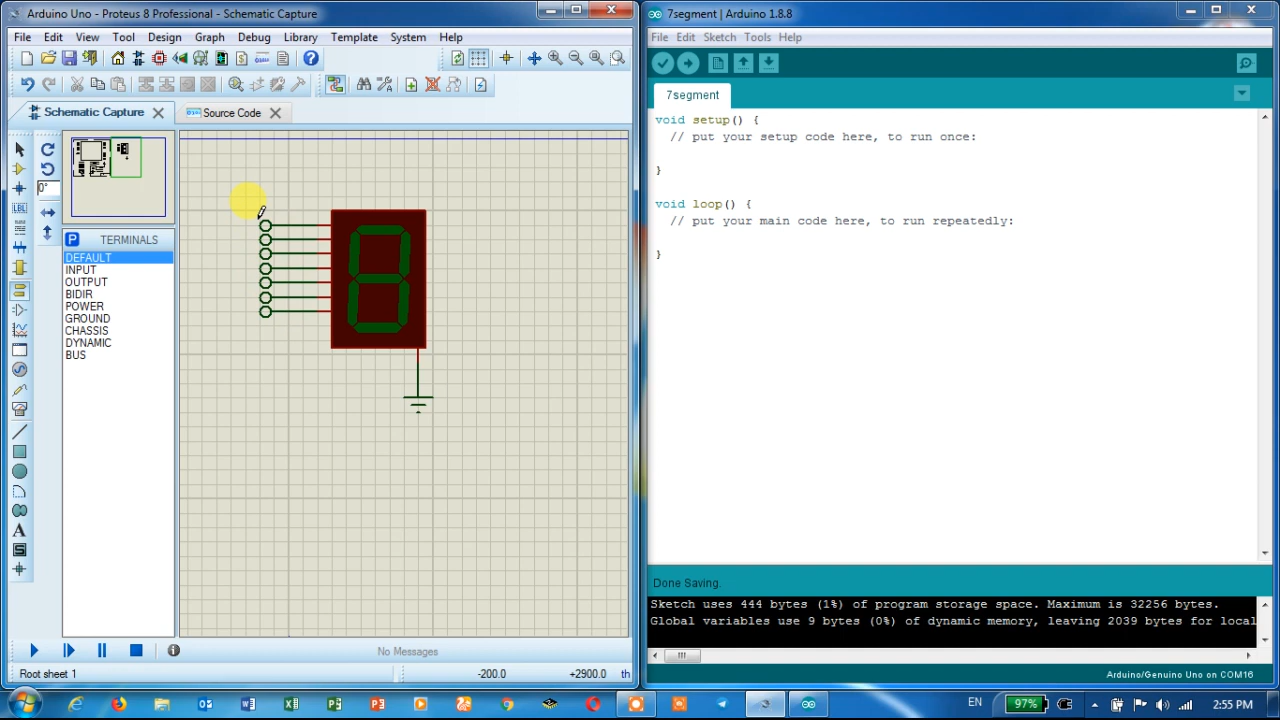 Arduino Uno - Proteus 8 Professional - Schematic Capture
File Edit View Tool Design Graph Debug Library Template System Help
Schematic Capture
Source Code
0°
LBL
P TERMINALS
DEFAULT
INPUT
OUTPUT
BIDIR
POWER
GROUND
CHASSIS
DYNAMIC
BUS
A
No Messages
Root sheet 1
-200.0 +2900.0 th
7segment | Arduino 1.8.8
File Edit Sketch Tools Help
7segment
void setup() {
// put your setup code here, to run once:
}
void loop() {
// put your main code here, to run repeatedly:
}
Done Saving.
Sketch uses 444 bytes (1%) of program storage space. Maximum is 32256 bytes.
Global variables use 9 bytes (0%) of dynamic memory, leaving 2039 bytes for local
Arduino/Genuino Uno on COM16
EN 97% 2:55 PM